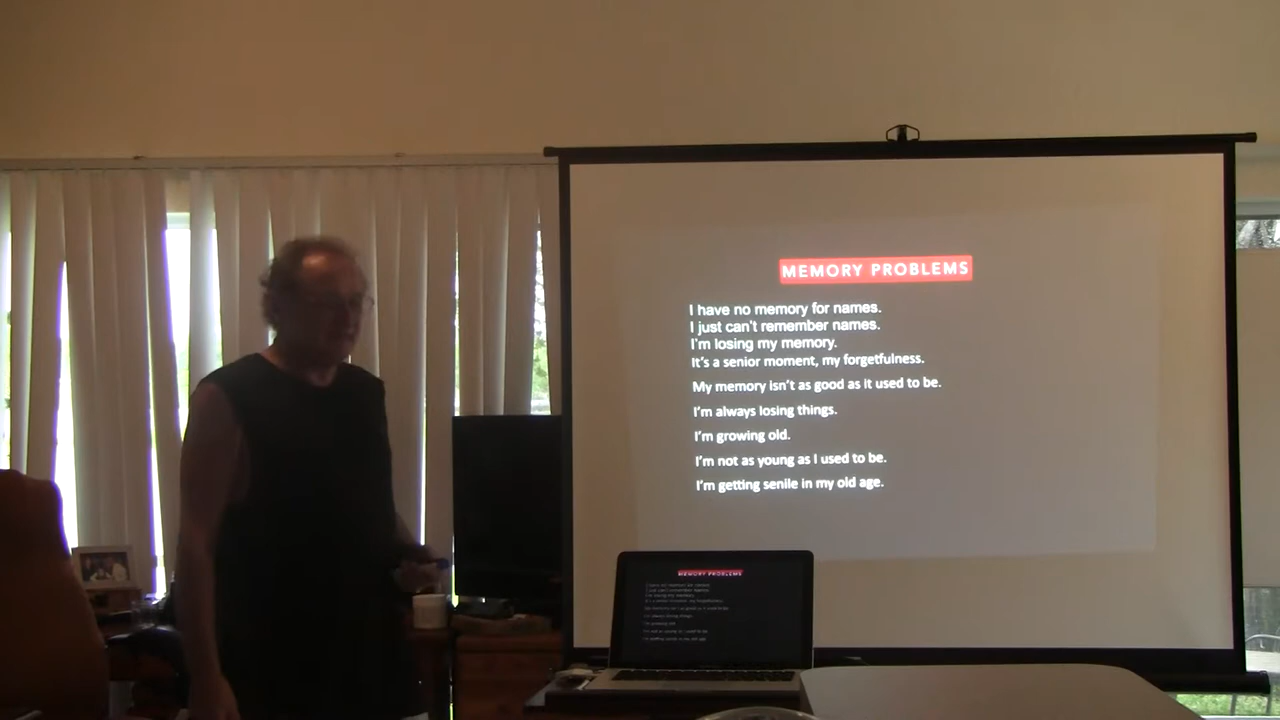 MEMORY PROBLEMS
I have no memory for names.
I just can't remember names.
I'm losing my memory.
It's a senior moment, my forgetfulness.
My memory isn't as good as it used to be.
I'm always losing things.
I'm growing old.
I'm not as young as I used to be.
I'm getting senile in my old age.
MEMORY PROBLEMS